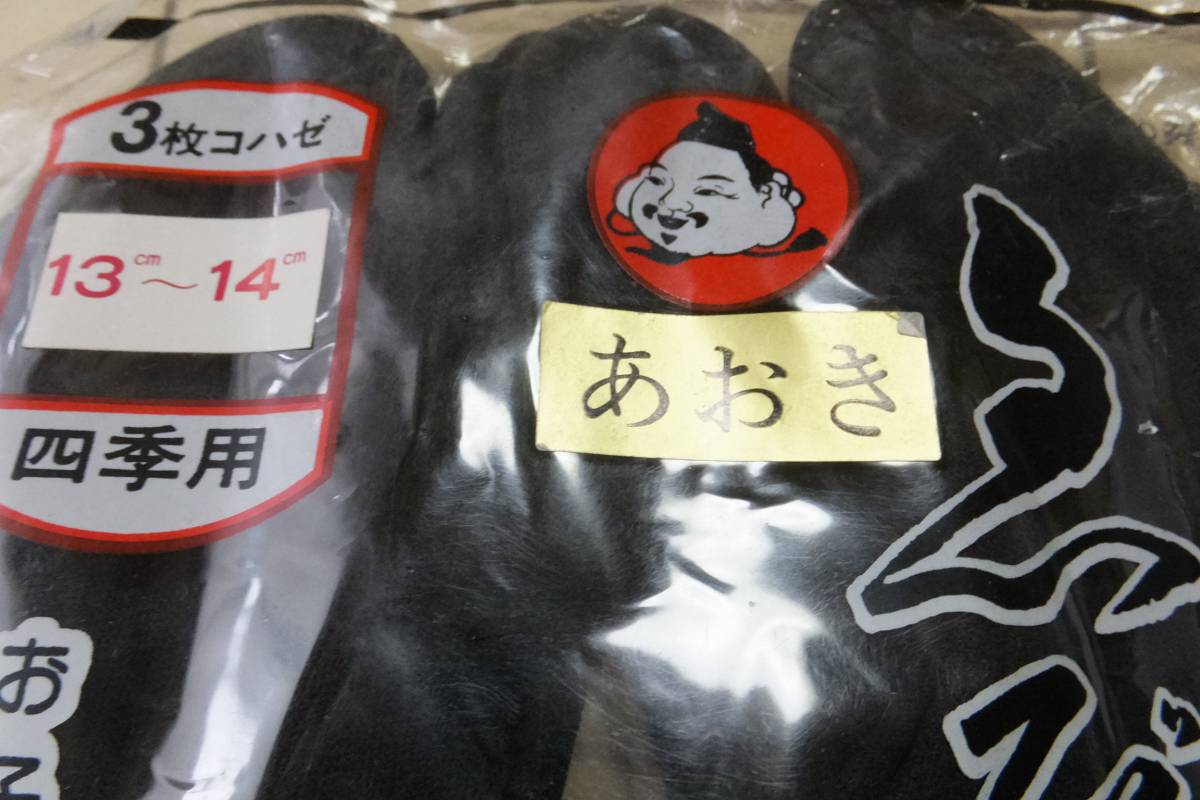 3枚コハゼ
13cm～14cm
四季用
あおき
お